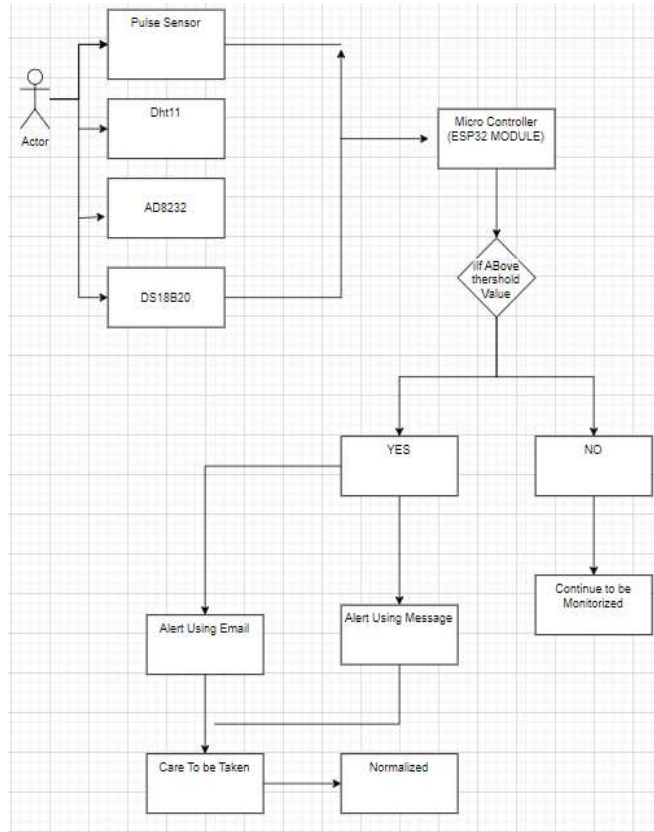 Pulse Sensor
Actor
Dht11
AD8232
DS18B20
Micro Controller
(ESP32 MODULE)
iIf ABove
thershold
Value
YES
NO
Alert Using Email
Alert Using Message
Continue to be
Monitorized
Care To be Taken
Normalized